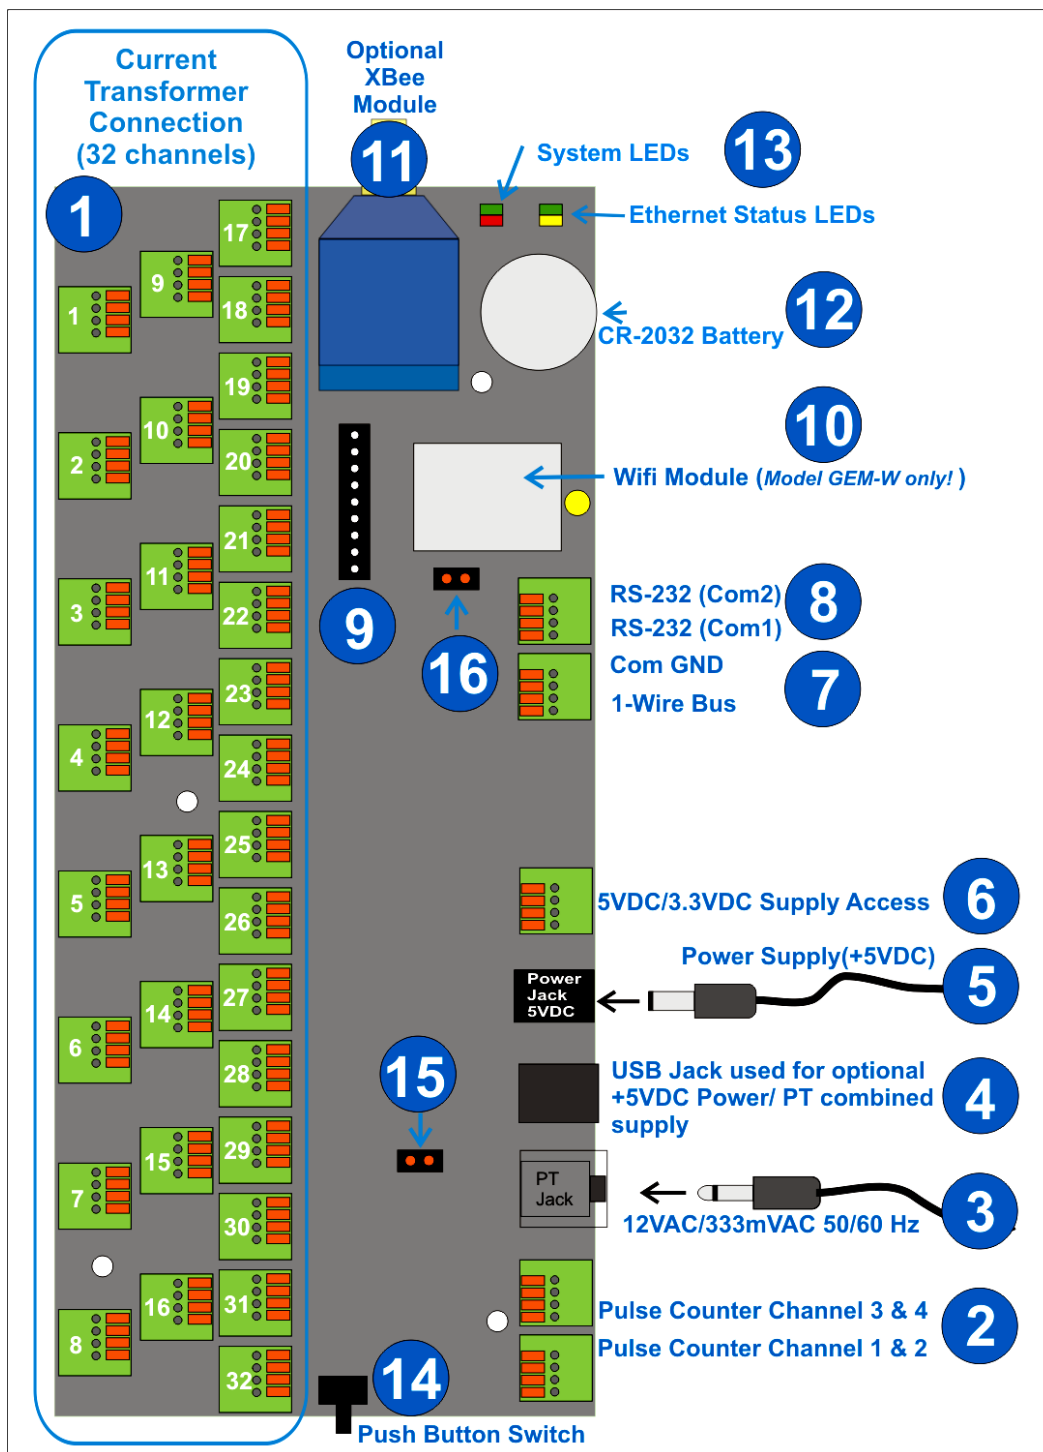 Current
Transformer
Connection
(32 channels)
1
Optional
XBee
Module
11
System LEDs
13
Ethernet Status LEDs
12
CR-2032 Battery
10
Wifi Module (Model GEM-W only! )
9
16
RS-232 (Com2)
RS-232 (Com1)
8
Com GND
1-Wire Bus
7
5VDC/3.3VDC Supply Access
6
Power Supply(+5VDC)
5
Power
Jack
5VDC
USB Jack used for optional
+5VDC Power/ PT combined
supply
4
15
PT
Jack
12VAC/333mVAC 50/60 Hz
3
Pulse Counter Channel 3 & 4
Pulse Counter Channel 1 & 2
2
14
Push Button Switch
1
2
3
4
5
6
7
8
9
10
11
12
13
14
15
16
17
18
19
20
21
22
23
24
25
26
27
28
29
30
31
32